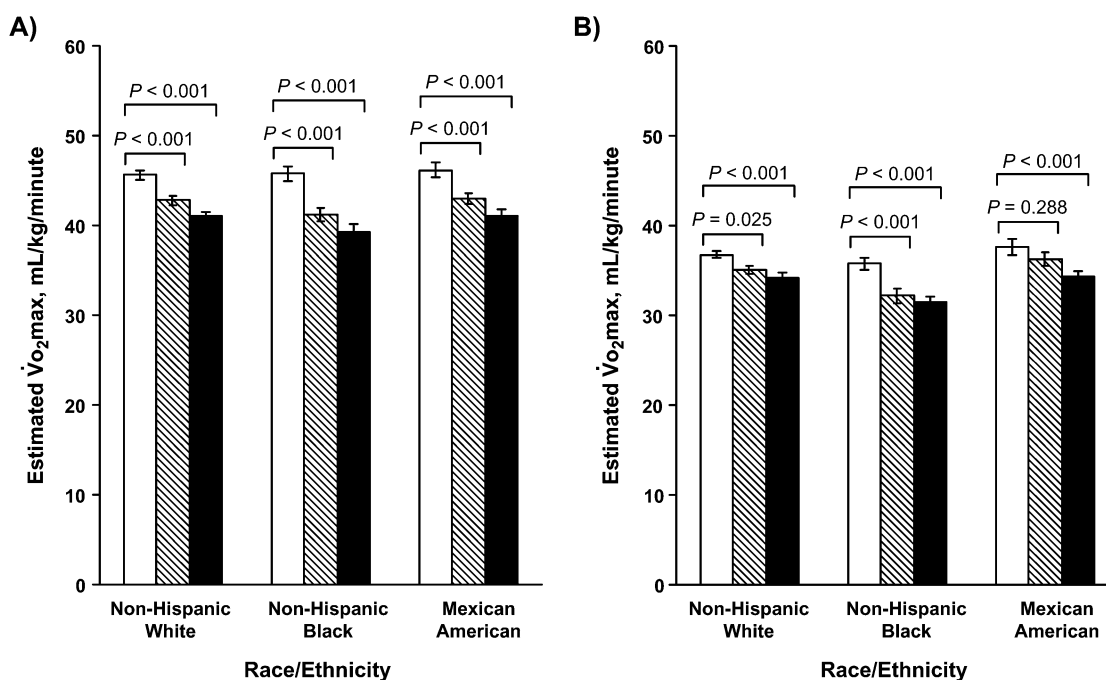 A)
60
50
40
30
20
10
0
Estimated V̇o₂max, mL/kg/minute
P < 0.001
P < 0.001
P < 0.001
P < 0.001
P < 0.001
P < 0.001
Non-Hispanic
White
Non-Hispanic
Black
Mexican
American
Race/Ethnicity
B)
60
50
40
30
20
10
0
Estimated V̇o₂max, mL/kg/minute
P < 0.001
P = 0.025
P < 0.001
P < 0.001
P < 0.001
P = 0.288
Non-Hispanic
White
Non-Hispanic
Black
Mexican
American
Race/Ethnicity